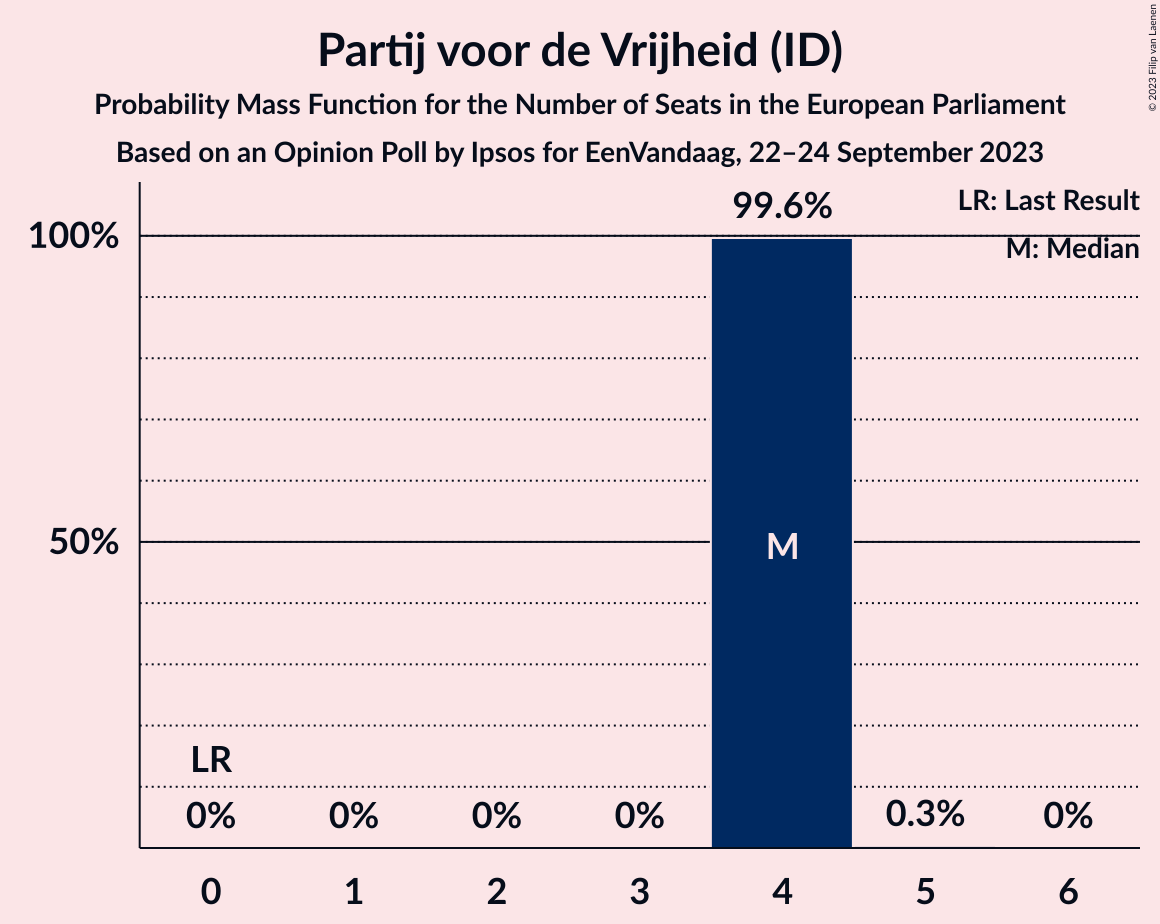 Partij voor de Vrijheid (ID)
Probability Mass Function for the Number of Seats in the European Parliament
Based on an Opinion Poll by Ipsos for EenVandaag, 22–24 September 2023
© 2023 Filip van Laenen
LR: Last Result
M: Median
99.6%
100%
50%
M
LR
0%
0%
0%
0%
0.3%
0%
0
1
2
3
4
5
6